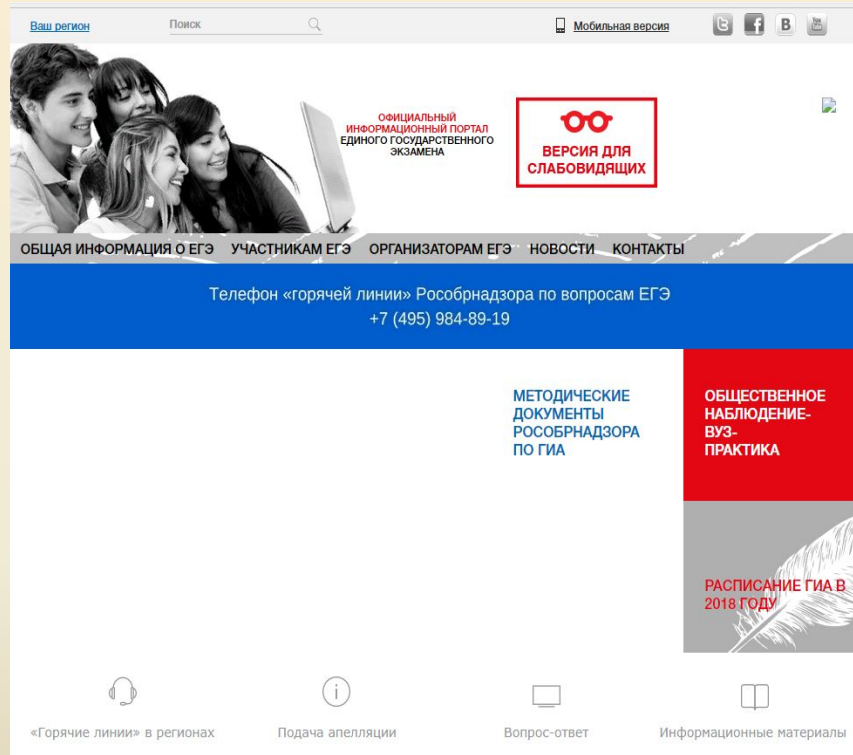 Ваш регион
Поиск
Мобильная версия
ОФИЦИАЛЬНЫЙ
ИНФОРМАЦИОННЫЙ ПОРТАЛ
ЕДИНОГО ГОСУДАРСТВЕННОГО
ЭКЗАМЕНА
ВЕРСИЯ ДЛЯ
СЛАБОВИДЯЩИХ
ОБЩАЯ ИНФОРМАЦИЯ О ЕГЭ УЧАСТНИКАМ ЕГЭ ОРГАНИЗАТОРАМ ЕГЭ НОВОСТИ КОНТАКТЫ
Телефон «горячей линии» Рособрнадзора по вопросам ЕГЭ
+7 (495) 984-89-19
МЕТОДИЧЕСКИЕ
ДОКУМЕНТЫ
РОСОБРНАДЗОРА
ПО ГИА
ОБЩЕСТВЕННОЕ
НАБЛЮДЕНИЕ-
ВУЗ-
ПРАКТИКА
РАСПИСАНИЕ ГИА В
2018 ГОДУ
«Горячие линии» в регионах
Подача апелляции
Вопрос-ответ
Информационные материалы